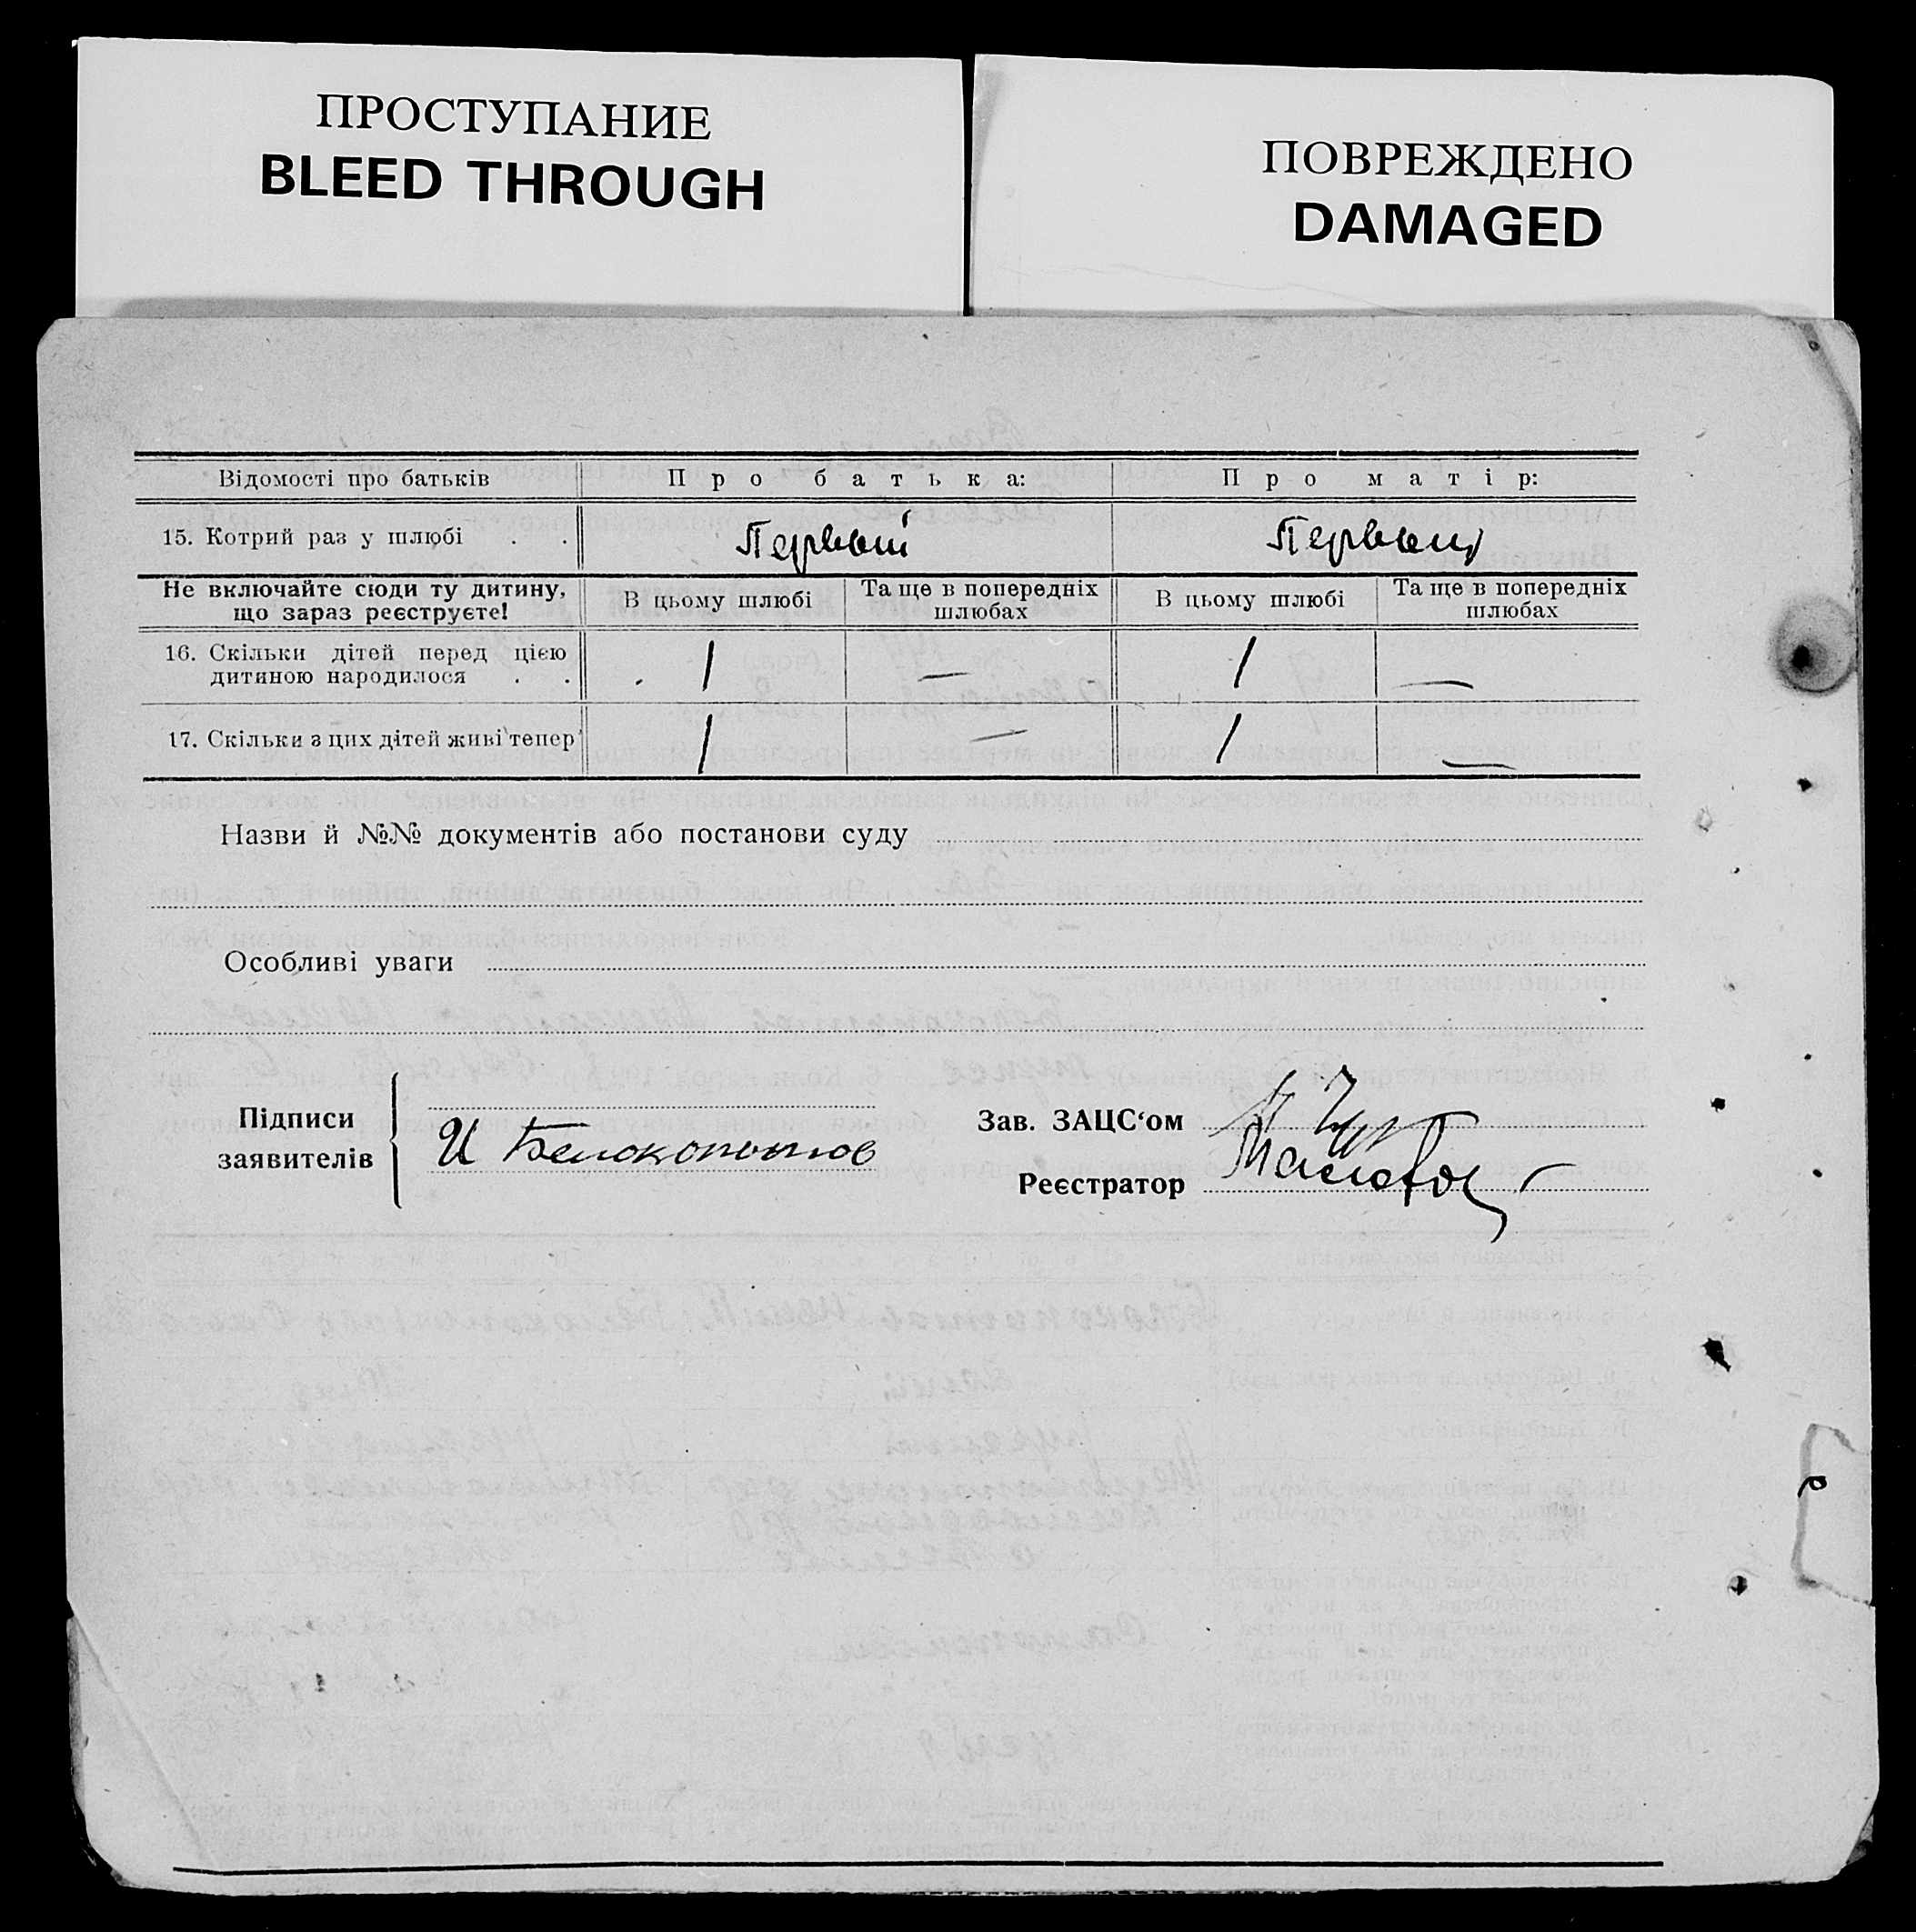 ПРОСТУПАНИЕ
BLEED THROUGH
ПОВРЕЖДЕНО
DAMAGED
Відомості про батьків Про батька: Про матір:
15. Котрий раз у шлюбі . . Первый Первый
Не включайте сюди ту дитину, що зараз реєструєте! В цьому шлюбі Та ще в попередніх шлюбах В цьому шлюбі Та ще в попередніх шлюбах
16. Скільки дітей перед цією дитиною народилося . . 1 — 1 —
17. Скільки з цих дітей живі тепер 1 — 1 —
Назви й №№ документів або постанови суду
Особливі уваги
Підписи заявителів И Белокопытов
Зав. ЗАЦС‘ом
Реєстратор